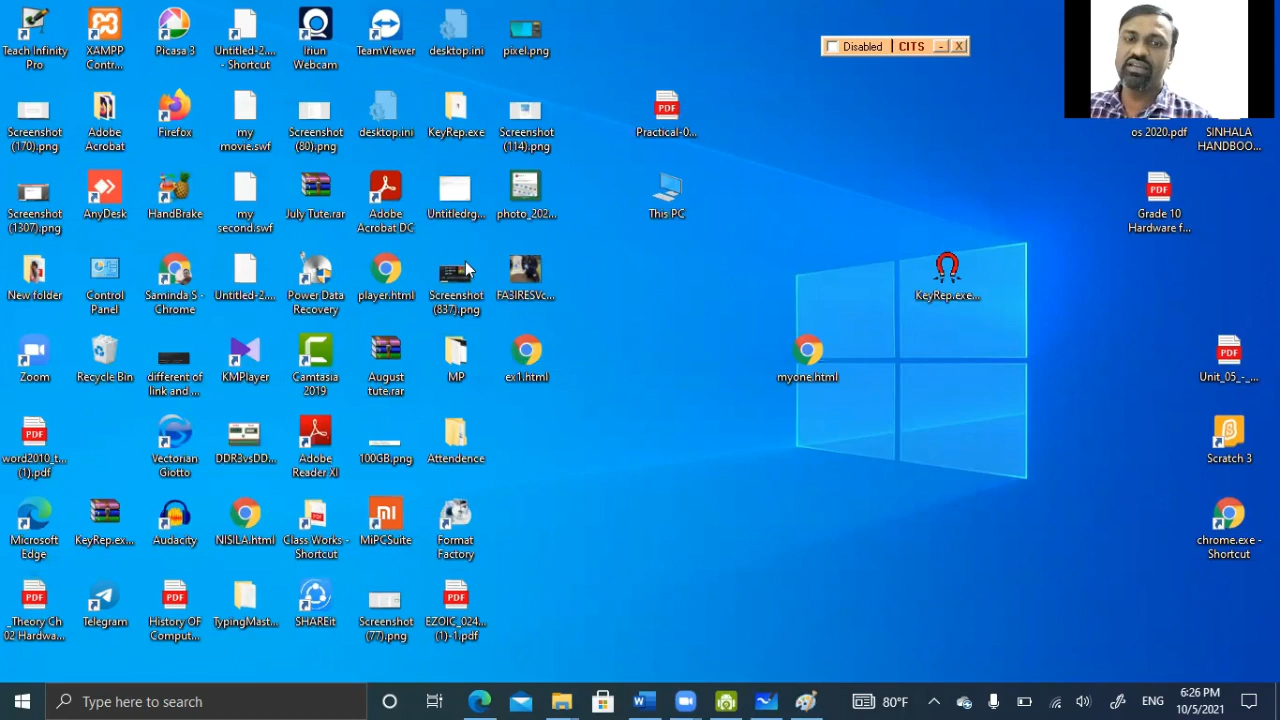 Teach Infinity
Pro
XAMPP
Contr...
Picasa 3
Untitled-2....
- Shortcut
Iriun
Webcam
TeamViewer
desktop.ini
pixel.png
Disabled
CITS
-
X
Screenshot
(170).png
Adobe
Acrobat
Firefox
my
movie.swf
Screenshot
(80).png
desktop.ini
KeyRep.exe
Screenshot
(114).png
PDF
Practical-0...
os 2020.pdf
SINHALA
HANDBOO...
Screenshot
(1307).png
AnyDesk
HandBrake
my
second.swf
July Tute.rar
Adobe
Acrobat DC
Untitledrg...
photo_202...
This PC
PDF
Grade 10
Hardware f...
New folder
Control
Panel
Saminda S -
Chrome
Untitled-2....
Power Data
Recovery
player.html
Screenshot
(837).png
FASIRESVc...
KeyRep.exe...
Zoom
Recycle Bin
different of
link and ...
KMPlayer
Camtasia
2019
August
tute.rar
MP
ex1.html
myone.html
PDF
Unit_05_-_...
PDF
word2010_t...
(1).pdf
Vectorian
Giotto
DDR3vsDD...
Adobe
Reader XI
100GB.png
Attendence
Scratch 3
Microsoft
Edge
KeyRep.ex...
Audacity
NISILA.html
Class Works -
Shortcut
MiPCSuite
Format
Factory
chrome.exe -
Shortcut
PDF
_Theory Ch
02 Hardwa...
Telegram
PDF
History OF
Comput...
TypingMast...
SHAREit
Screenshot
(77).png
PDF
EZOIC_024...
(1)-1.pdf
Type here to search
80°F
ENG
6:26 PM
10/5/2021